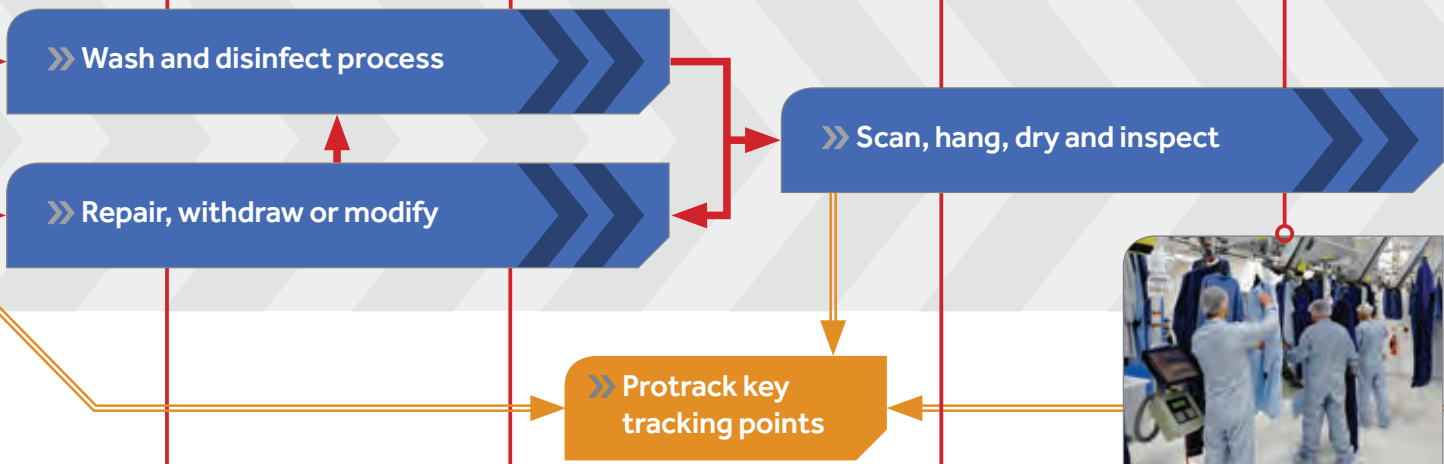 Wash and disinfect process
Scan, hang, dry and inspect
Repair, withdraw or modify
Protrack key
tracking points